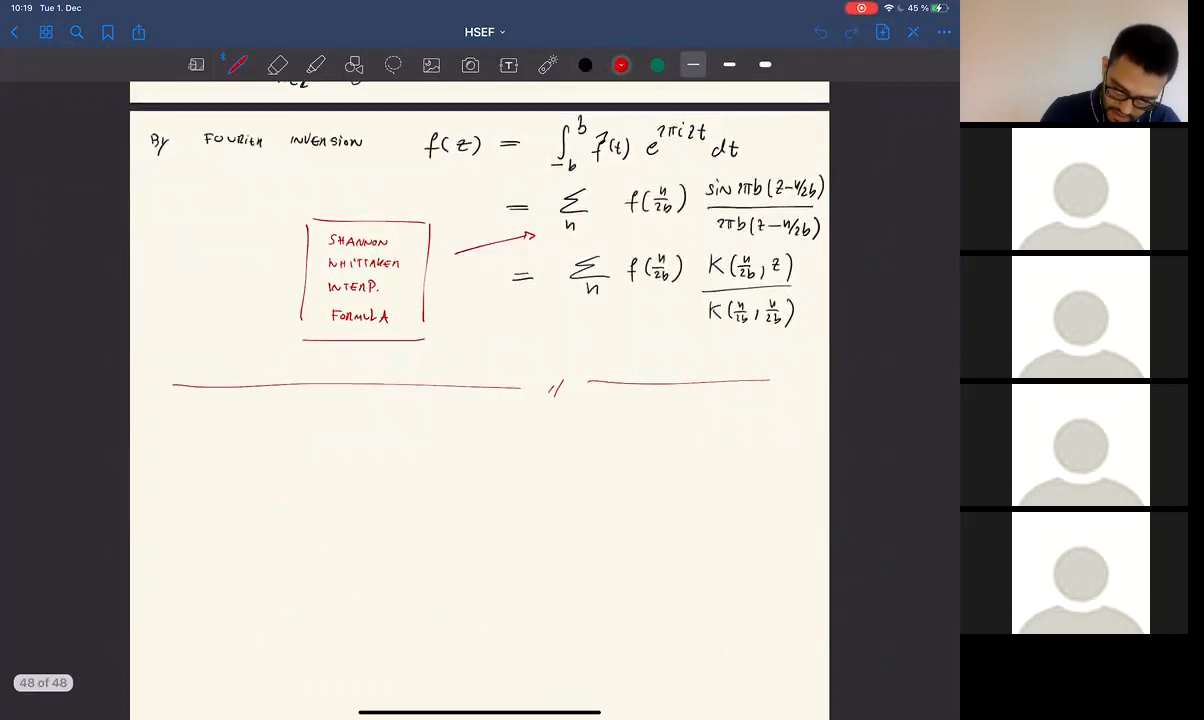 10:19 Tue 1. Dec
45 %
HSEF
By FOURIER INVERSION f(z) = ∫_{-b}^{b} f̂(t) e^{2πizt} dt
= Σ_n f(n/2b) sin 2πb(z-n/2b) / 2πb(z-n/2b)
SHANNON
WHITTAKER
INTERP.
FORMULA
= Σ_n f(n/2b) K(n/2b, z) / K(n/2b, n/2b)
//
48 of 48